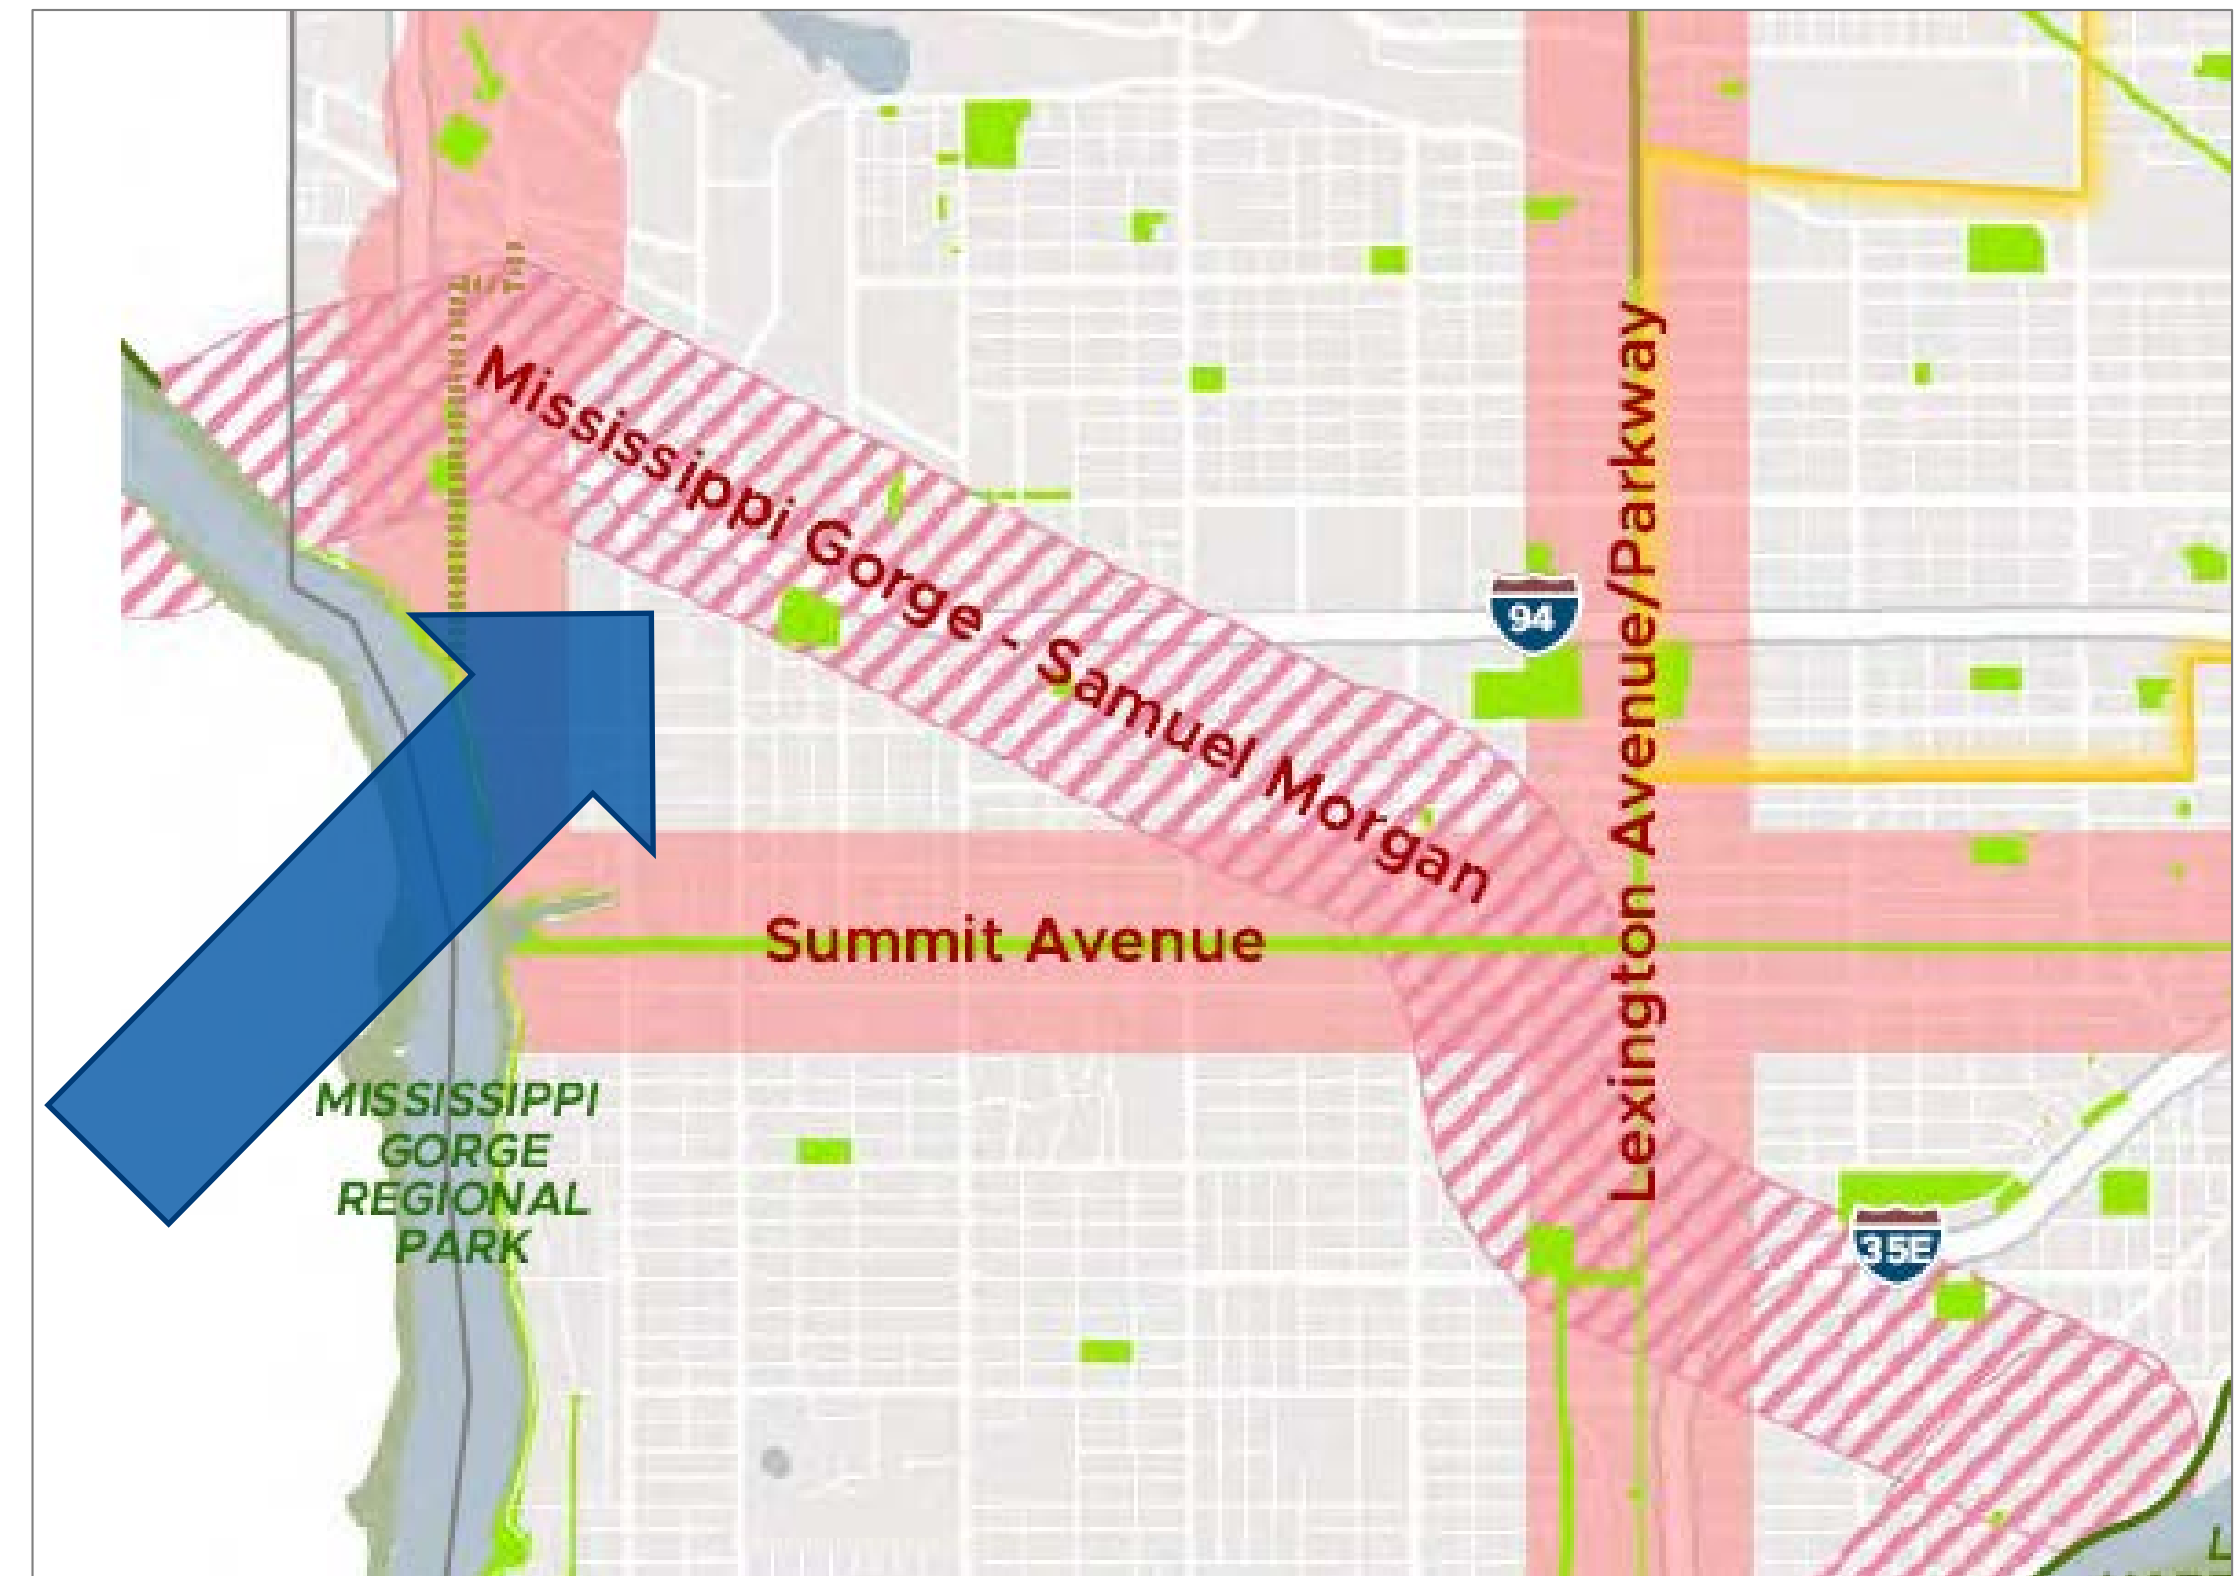 Mississippi Gorge - Samuel Morgan
Lexington Avenue/Parkway
94
Summit Avenue
MISSISSIPPI
GORGE
REGIONAL
PARK
35E